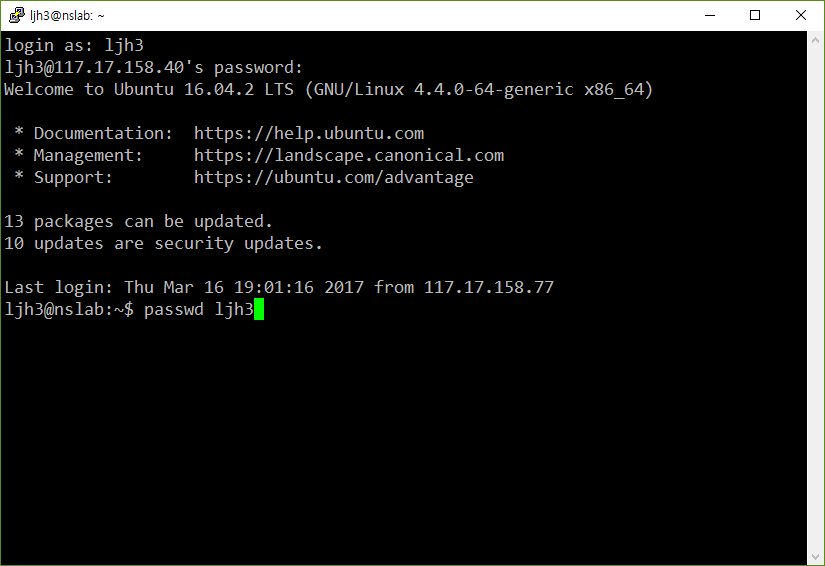 ljh3@nslab: ~
login as: ljh3
ljh3@117.17.158.40's password:
Welcome to Ubuntu 16.04.2 LTS (GNU/Linux 4.4.0-64-generic x86_64)
* Documentation:  https://help.ubuntu.com
* Management:     https://landscape.canonical.com
* Support:        https://ubuntu.com/advantage
13 packages can be updated.
10 updates are security updates.
Last login: Thu Mar 16 19:01:16 2017 from 117.17.158.77
ljh3@nslab:~$ passwd ljh3